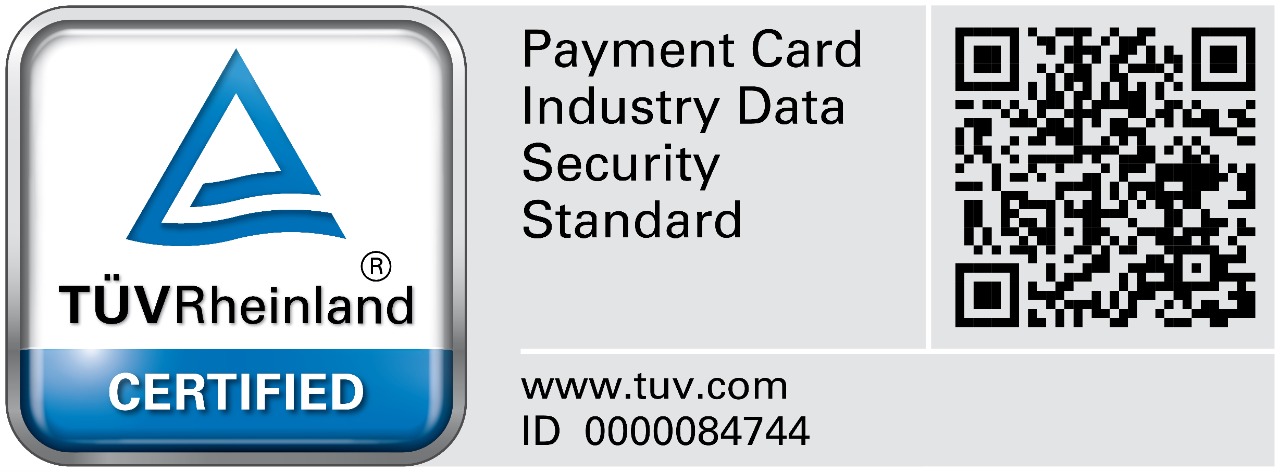 TÜVRheinland®
CERTIFIED
Payment Card
Industry Data
Security
Standard
www.tuv.com
ID 0000084744